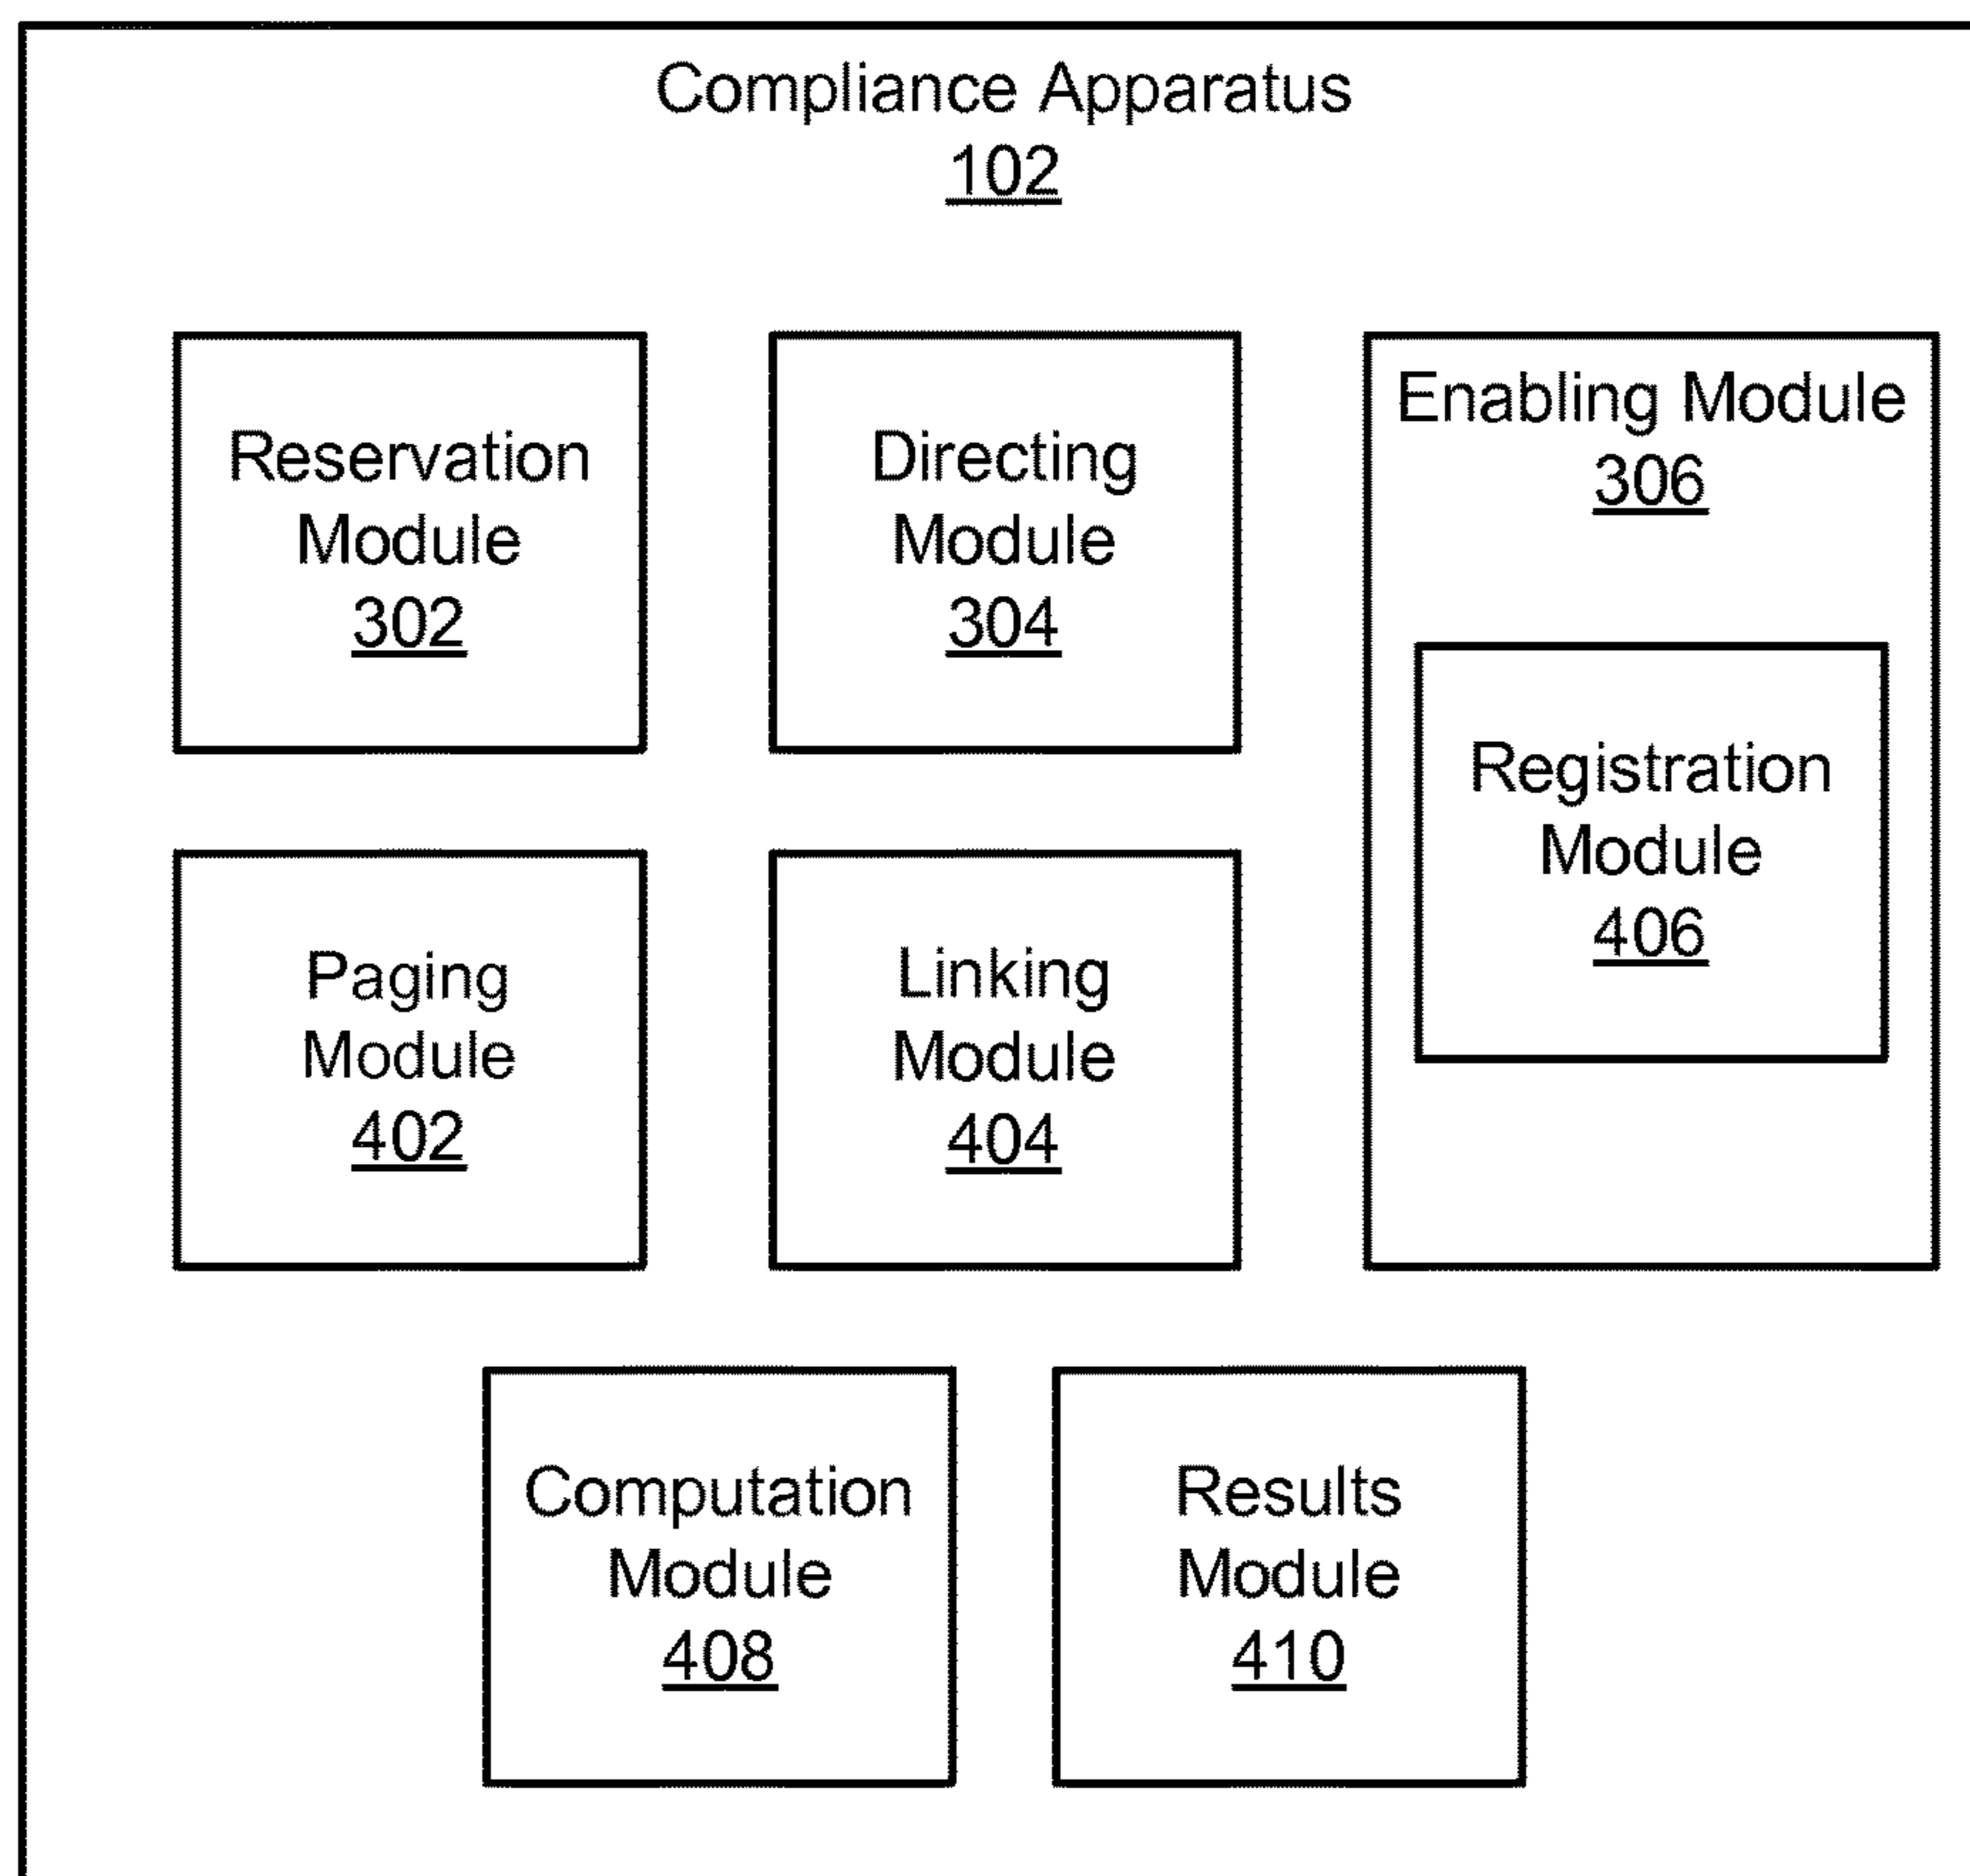 Compliance Apparatus
102
Reservation
Module
302
Directing
Module
304
Enabling Module
306
Registration
Module
406
Paging
Module
402
Linking
Module
404
Computation
Module
408
Results
Module
410